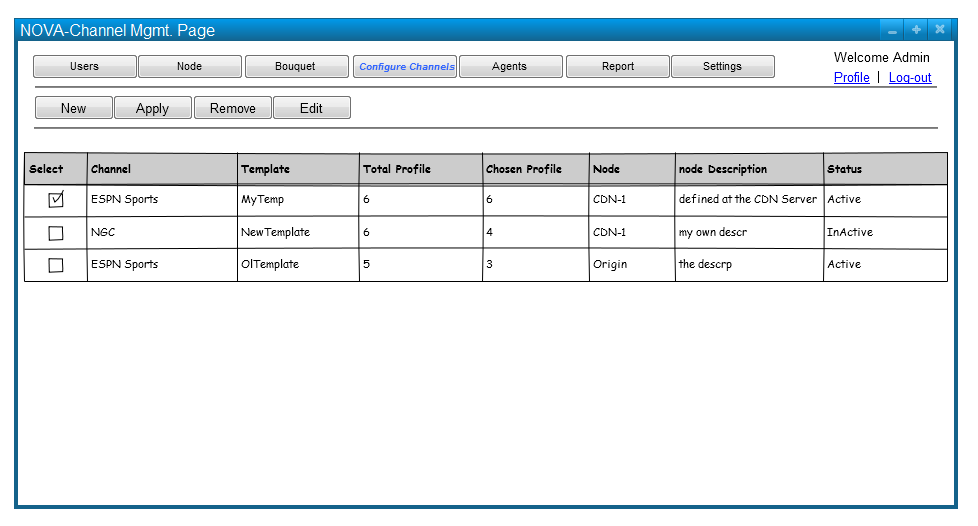 NOVA-Channel Mgmt. Page
Users Node Bouquet Configure Channels Agents Report Settings
Welcome Admin
Profile | Log-out
New Apply Remove Edit
Select Channel Template Total Profile Chosen Profile Node node Description Status
ESPN Sports MyTemp 6 6 CDN-1 defined at the CDN Server Active
NGC NewTemplate 6 4 CDN-1 my own descr InActive
ESPN Sports OlTemplate 5 3 Origin the descrp Active